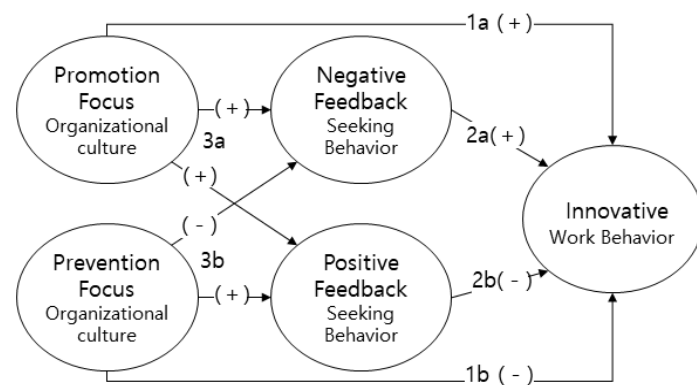 1a (+)
Promotion
Focus
Organizational
culture
(+)
3a
(+)
Negative
Feedback
Seeking
Behavior
2a(+)
Innovative
Work Behavior
(-)
3b
Prevention
Focus
Organizational
culture
(+)
Positive
Feedback
Seeking
Behavior
2b(-)
1b (-)